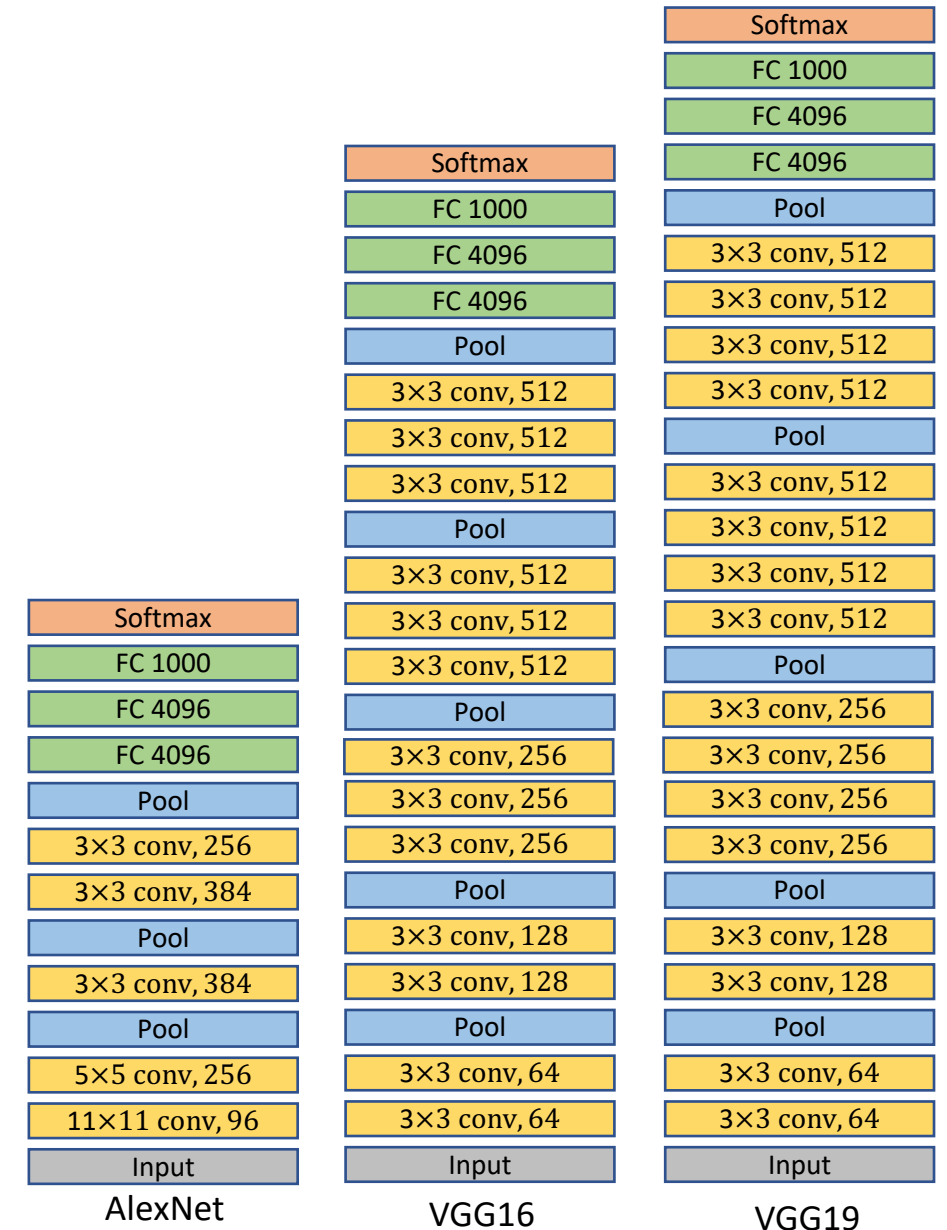 Softmax
FC 1000
FC 4096
FC 4096
Pool
3×3 conv, 256
3×3 conv, 384
Pool
3×3 conv, 384
Pool
5×5 conv, 256
11×11 conv, 96
Input
AlexNet
Softmax
FC 1000
FC 4096
FC 4096
Pool
3×3 conv, 512
3×3 conv, 512
3×3 conv, 512
Pool
3×3 conv, 512
3×3 conv, 512
3×3 conv, 512
Pool
3×3 conv, 256
3×3 conv, 256
3×3 conv, 256
Pool
3×3 conv, 128
3×3 conv, 128
Pool
3×3 conv, 64
3×3 conv, 64
Input
VGG16
Softmax
FC 1000
FC 4096
FC 4096
Pool
3×3 conv, 512
3×3 conv, 512
3×3 conv, 512
3×3 conv, 512
Pool
3×3 conv, 512
3×3 conv, 512
3×3 conv, 512
3×3 conv, 512
Pool
3×3 conv, 256
3×3 conv, 256
3×3 conv, 256
3×3 conv, 256
Pool
3×3 conv, 128
3×3 conv, 128
Pool
3×3 conv, 64
3×3 conv, 64
Input
VGG19